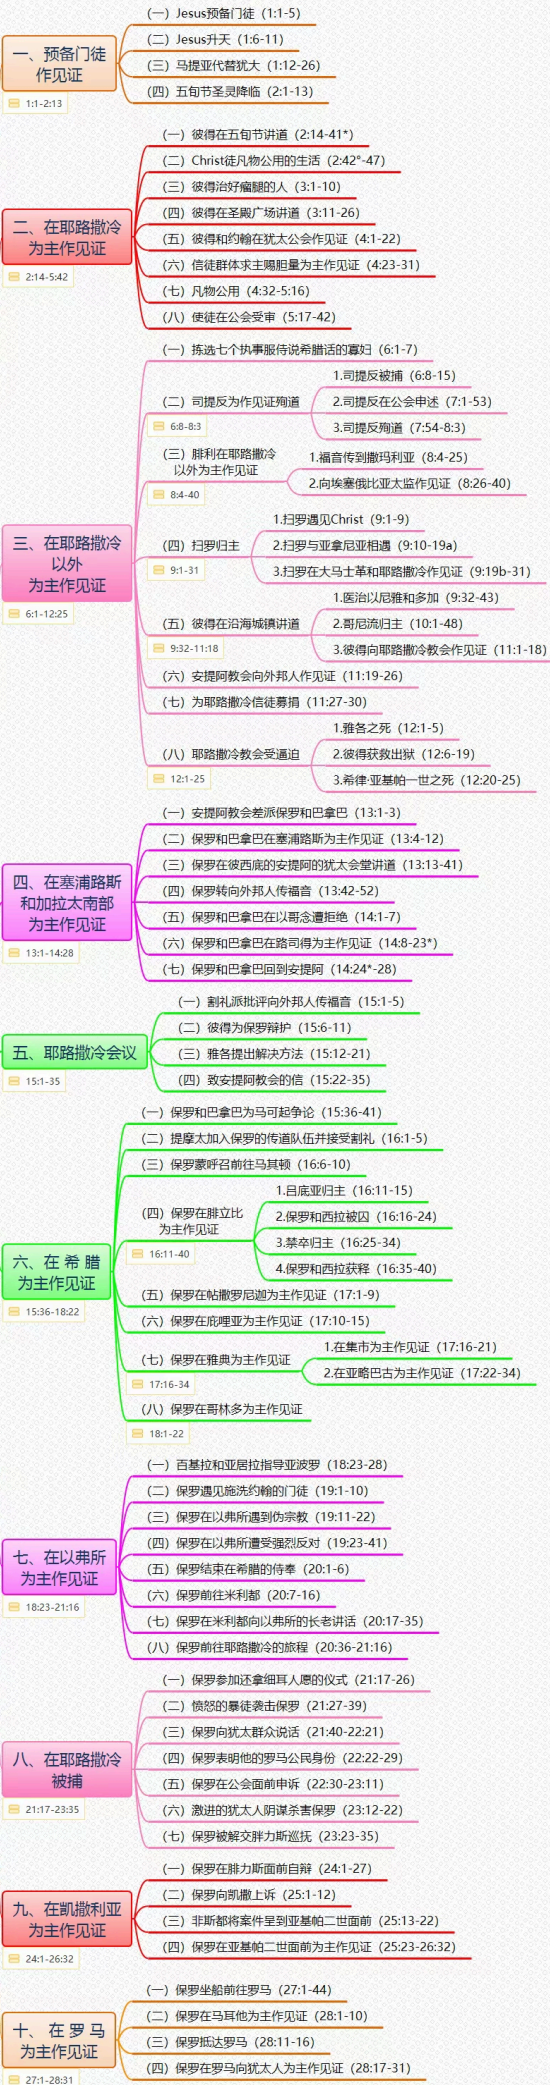 一、预备门徒
作见证
1:1-2:13
（一）Jesus预备门徒（1:1-5）
（二）Jesus升天（1:6-11）
（三）马提亚代替犹大（1:12-26）
（四）五旬节圣灵降临（2:1-13）
二、在耶路撒冷
为主作见证
2:14-5:42
（一）彼得在五旬节讲道（2:14-41*）
（二）Christ徒凡物公用的生活（2:42*-47）
（三）彼得治好瘸腿的人（3:1-10）
（四）彼得在圣殿广场讲道（3:11-26）
（五）彼得和约翰在犹太公会作见证（4:1-22）
（六）信徒群体求主赐胆量为主作见证（4:23-31）
（七）凡物公用（4:32-5:16）
（八）使徒在公会受审（5:17-42）
三、在耶路撒冷
以外
为主作见证
6:1-12:25
（一）拣选七个执事服侍说希腊话的寡妇（6:1-7）
（二）司提反为作见证殉道
6:8-8:3
1.司提反被捕（6:8-15）
2.司提反在公会申述（7:1-53）
3.司提反殉道（7:54-8:3）
（三）腓利在耶路撒冷
以外为主作见证
8:4-40
1.福音传到撒玛利亚（8:4-25）
2.向埃塞俄比亚太监作见证（8:26-40）
（四）扫罗归主
9:1-31
1.扫罗遇见Christ（9:1-9）
2.扫罗与亚拿尼亚相遇（9:10-19a）
3.扫罗在大马士革和耶路撒冷作见证（9:19b-31）
（五）彼得在沿海城镇讲道
9:32-11:18
1.医治以尼雅和多加（9:32-43）
2.哥尼流归主（10:1-48）
3.彼得向耶路撒冷教会作见证（11:1-18）
（六）安提阿教会向外邦人作见证（11:19-26）
（七）为耶路撒冷信徒募捐（11:27-30）
（八）耶路撒冷教会受逼迫
12:1-25
1.雅各之死（12:1-5）
2.彼得获救出狱（12:6-19）
3.希律·亚基帕一世之死（12:20-25）
四、在塞浦路斯
和加拉太南部
为主作见证
13:1-14:28
（一）安提阿教会差派保罗和巴拿巴（13:1-3）
（二）保罗和巴拿巴在塞浦路斯为主作见证（13:4-12）
（三）保罗在彼西底的安提阿的犹太会堂讲道（13:13-41）
（四）保罗转向外邦人传福音（13:42-52）
（五）保罗和巴拿巴在以哥念遭拒绝（14:1-7）
（六）保罗和巴拿巴在路司得为主作见证（14:8-23*）
（七）保罗和巴拿巴回到安提阿（14:24*-28）
五、耶路撒冷会议
15:1-35
（一）割礼派批评向外邦人传福音（15:1-5）
（二）彼得为保罗辩护（15:6-11）
（三）雅各提出解决方法（15:12-21）
（四）致安提阿教会的信（15:22-35）
六、在 希 腊
为主作见证
15:36-18:22
（一）保罗和巴拿巴为马可起争论（15:36-41）
（二）提摩太加入保罗的传道队伍并接受割礼（16:1-5）
（三）保罗蒙呼召前往马其顿（16:6-10）
（四）保罗在腓立比
为主作见证
16:11-40
1.吕底亚归主（16:11-15）
2.保罗和西拉被囚（16:16-24）
3.禁卒归主（16:25-34）
4.保罗和西拉获释（16:35-40）
（五）保罗在帖撒罗尼迦为主作见证（17:1-9）
（六）保罗在庇哩亚为主作见证（17:10-15）
（七）保罗在雅典为主作见证
17:16-34
1.在集市为主作见证（17:16-21）
2.在亚略巴古为主作见证（17:22-34）
（八）保罗在哥林多为主作见证
18:1-22
七、在以弗所
为主作见证
18:23-21:16
（一）百基拉和亚居拉指导亚波罗（18:23-28）
（二）保罗遇见施洗约翰的门徒（19:1-10）
（三）保罗在以弗所遇到伪宗教（19:11-22）
（四）保罗在以弗所遭受强烈反对（19:23-41）
（五）保罗结束在希腊的侍奉（20:1-6）
（六）保罗前往米利都（20:7-16）
（七）保罗在米利都向以弗所的长老讲话（20:17-35）
（八）保罗前往耶路撒冷的旅程（20:36-21:16）
八、在耶路撒冷
被捕
21:17-23:35
（一）保罗参加还拿细耳人愿的仪式（21:17-26）
（二）愤怒的暴徒袭击保罗（21:27-39）
（三）保罗向犹太群众说话（21:40-22:21）
（四）保罗表明他的罗马公民身份（22:22-29）
（五）保罗在公会面前申诉（22:30-23:11）
（六）激进的犹太人阴谋杀害保罗（23:12-22）
（七）保罗被解交腓力斯巡抚（23:23-35）
九、在凯撒利亚
为主作见证
24:1-26:32
（一）保罗在腓力斯面前自辩（24:1-27）
（二）保罗向凯撒上诉（25:1-12）
（三）非斯都将案件呈到亚基帕二世面前（25:13-22）
（四）保罗在亚基帕二世面前为主作见证（25:23-26:32）
十、 在 罗 马
为主作见证
27:1-28:31
（一）保罗坐船前往罗马（27:1-44）
（二）保罗在马耳他为主作见证（28:1-10）
（三）保罗抵达罗马（28:11-16）
（四）保罗在罗马向犹太人为主作见证（28:17-31）